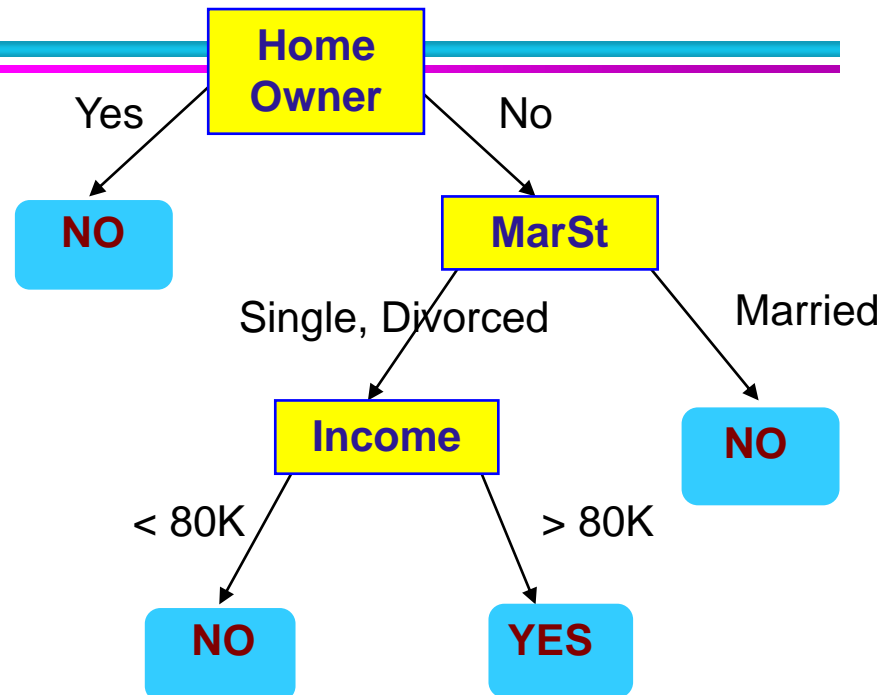 Home
Owner
Yes
No
NO
MarSt
Single, Divorced
Married
Income
NO
< 80K
> 80K
NO
YES